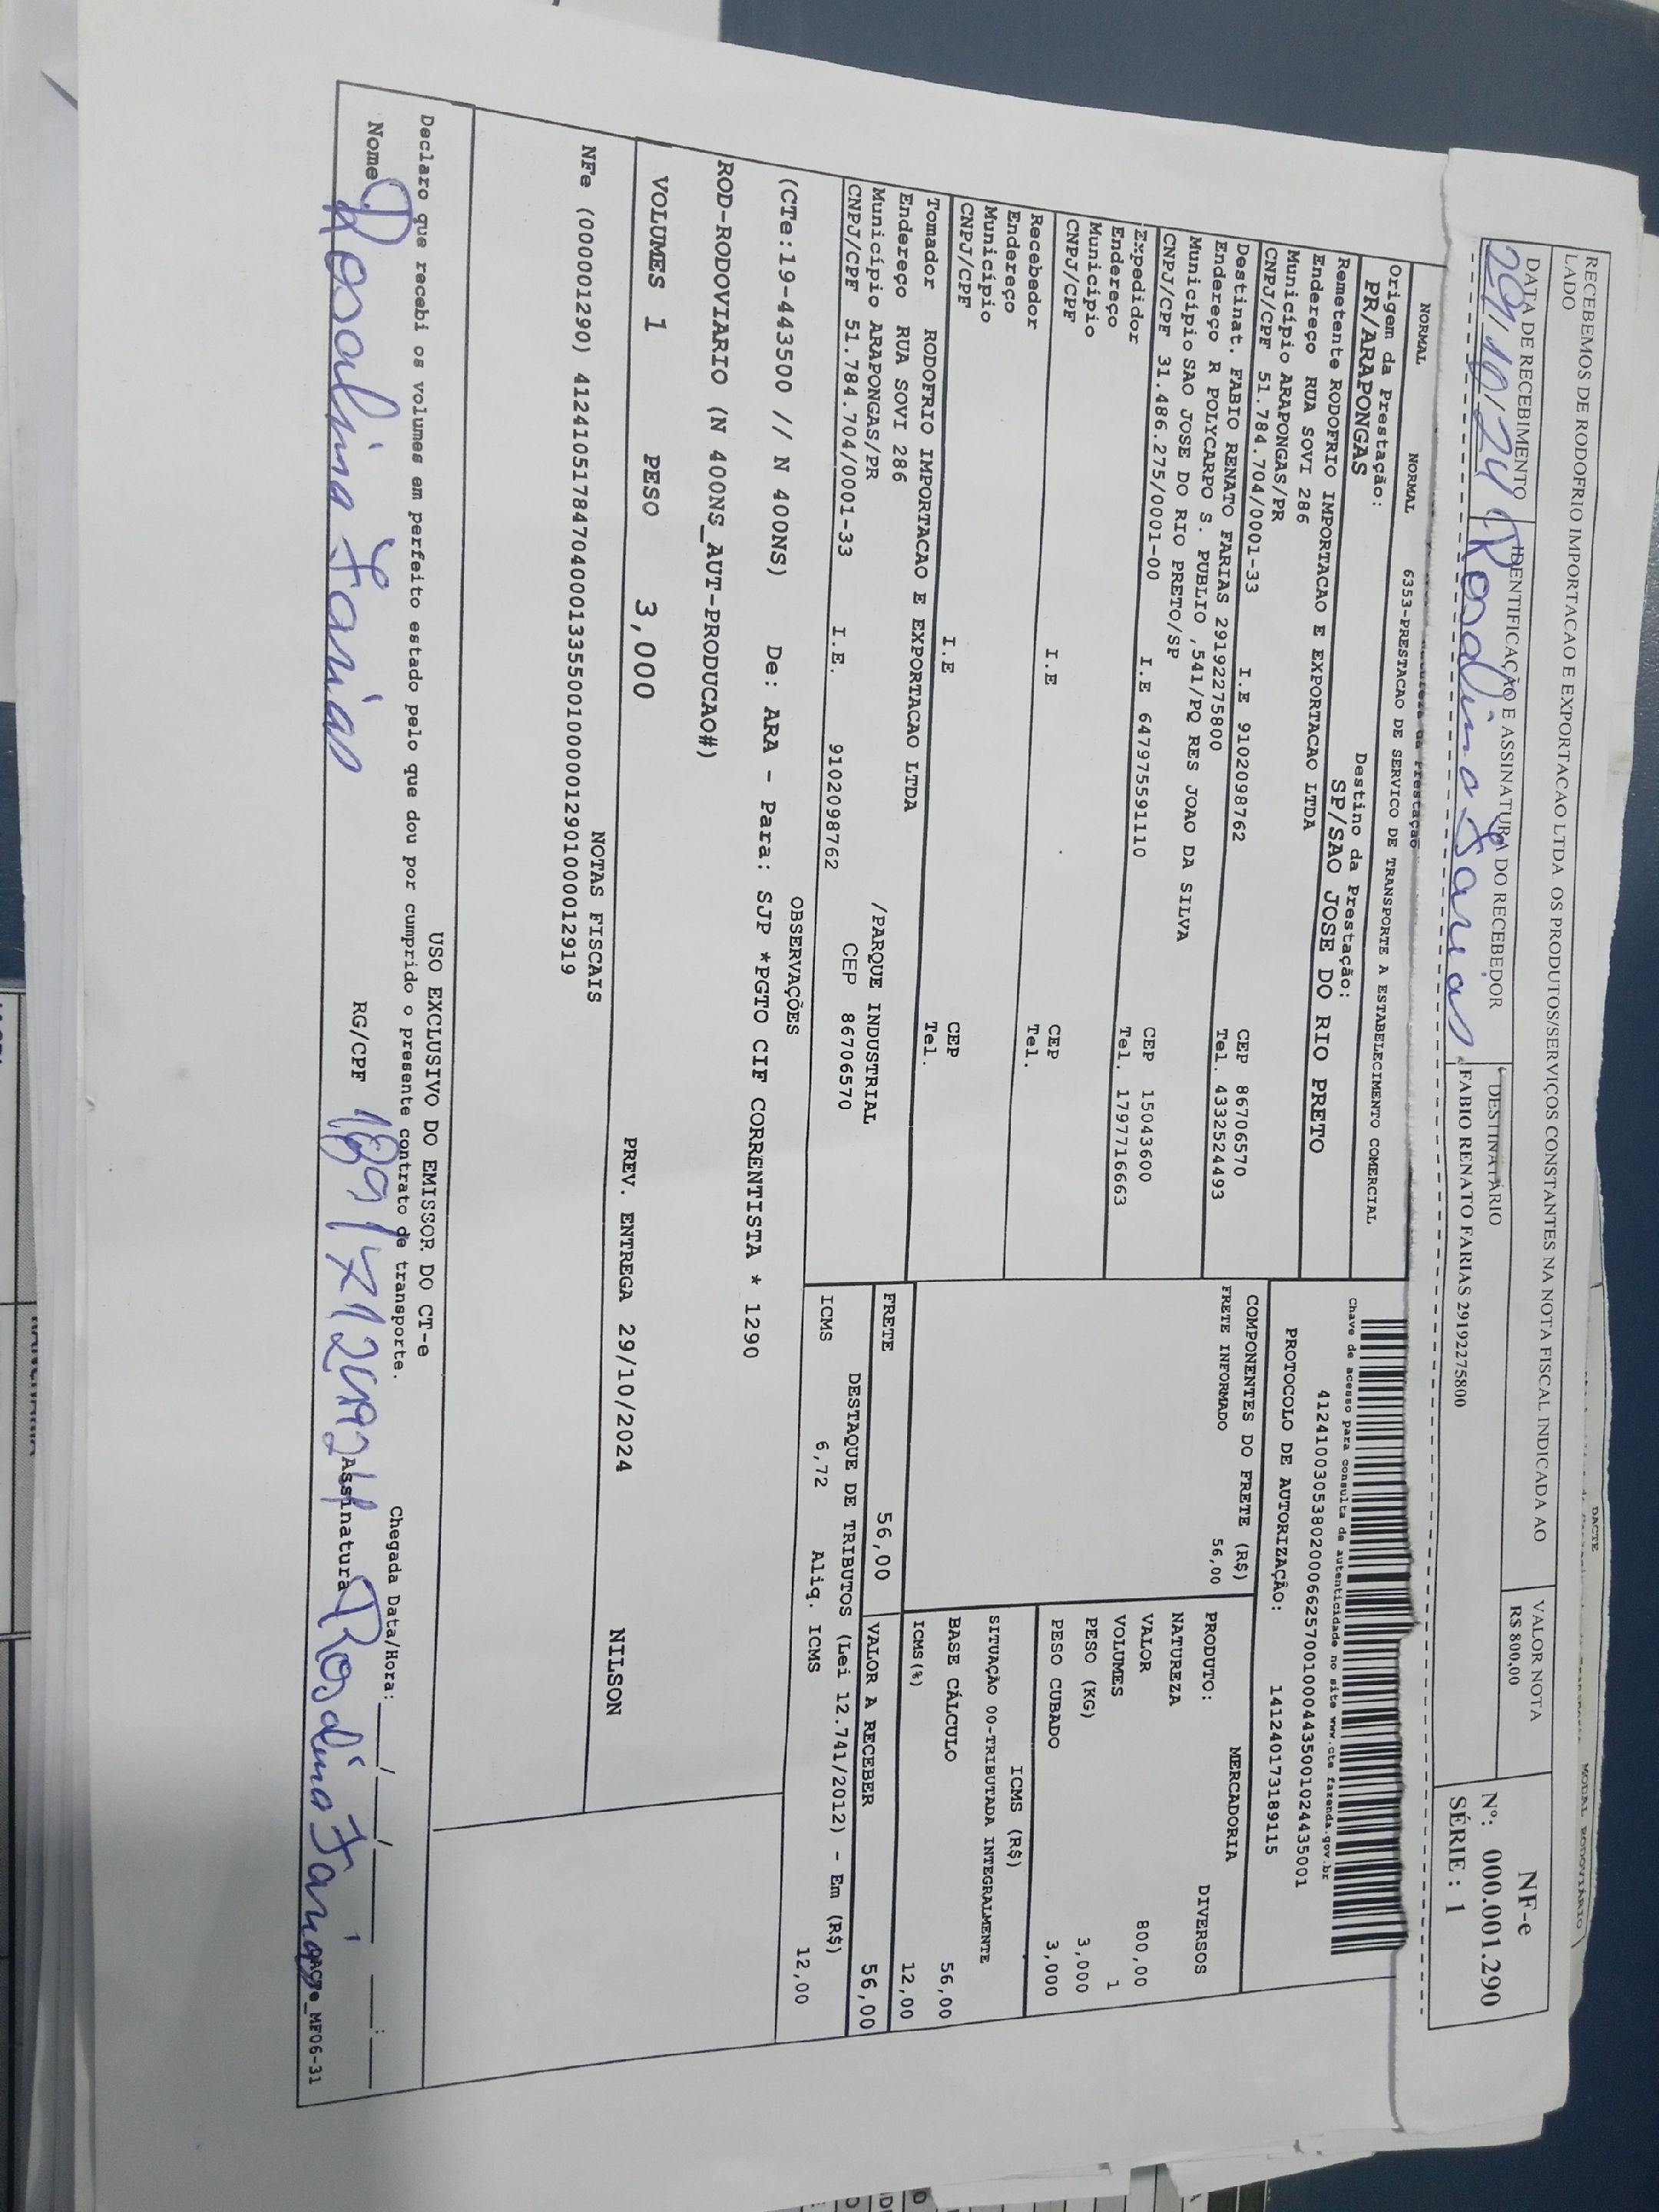 DACTE
MODAL RODOVIÁRIO
RECEBEMOS DE RODOFRIO IMPORTACAO E EXPORTACAO LTDA OS PRODUTOS/SERVIÇOS CONSTANTES NA NOTA FISCAL INDICADA AO
LADO
DATA DE RECEBIMENTO
IDENTIFICAÇÃO E ASSINATURA DO RECEBEDOR
DESTINATÁRIO
VALOR NOTA
29/10/24
Rosalina Farias
FABIO RENATO FARIAS 29192275800
R$ 800,00
NF-e
Nº: 000.001.290
SÉRIE : 1
NORMAL
NORMAL
6353-PRESTACAO DE SERVICO DE TRANSPORTE A ESTABELECIMENTO COMERCIAL
Origem da Prestação:
PR/ARAPONGAS
Destino da Prestação:
SP/SAO JOSE DO RIO PRETO
Remetente RODOFRIO IMPORTACAO E EXPORTACAO LTDA
Endereço RUA SOVI 286
Município ARAPONGAS/PR
CEP 86706570
CNPJ/CPF 51.784.704/0001-33
I.E 9102098762
Tel. 4332524493
Destinat. FABIO RENATO FARIAS 29192275800
Endereço R POLYCARPO S. PUBLIO ,541/PQ RES JOAO DA SILVA
Município SAO JOSE DO RIO PRETO/SP
CEP 15043600
CNPJ/CPF 31.486.275/0001-00
I.E 647975591110
Tel. 1797716663
Expedidor
Endereço
Município
CEP
CNPJ/CPF
I.E
Tel.
Recebedor
Endereço
Município
CEP
CNPJ/CPF
I.E
Tel.
Tomador RODOFRIO IMPORTACAO E EXPORTACAO LTDA
Endereço RUA SOVI 286
/PARQUE INDUSTRIAL
Município ARAPONGAS/PR
CEP 86706570
CNPJ/CPF 51.784.704/0001-33
I.E. 9102098762
Chave de acesso para consulta de autenticidade no site www.cte.fazenda.gov.br
41241003053802000662570010004435001024435001
PROTOCOLO DE AUTORIZAÇÃO: 141240173189115
COMPONENTES DO FRETE (R$)
FRETE INFORMADO 56,00
MERCADORIA
PRODUTO: DIVERSOS
NATUREZA
VALOR 800,00
VOLUMES 1
PESO (KG) 3,000
PESO CUBADO 3,000
ICMS (R$)
SITUAÇÃO 00-TRIBUTADA INTEGRALMENTE
BASE CÁLCULO 56,00
ICMS(%) 12,00
FRETE 56,00
VALOR A RECEBER 56,00
DESTAQUE DE TRIBUTOS (Lei 12.741/2012) - Em (R$)
ICMS 6,72 Aliq. ICMS 12,00
OBSERVAÇÕES
(CTe:19-443500 // N 400NS) De: ARA - Para: SJP *PGTO CIF CORRENTISTA * 1290
ROD-RODOVIARIO (N 400NS_AUT-PRODUCAO#)
VOLUMES 1 PESO 3,000 PREV. ENTREGA 29/10/2024 NILSON
NOTAS FISCAIS
NFe (000001290) 41241051784704000133550010000012901000012919
USO EXCLUSIVO DO EMISSOR DO CT-e
Declaro que recebi os volumes em perfeito estado pelo que dou por cumprido o presente contrato de transporte.
Chegada Data/Hora:
Nome Rosalina Farias RG/CPF Assinatura Rosalina Farias
DACTe_MF06-31